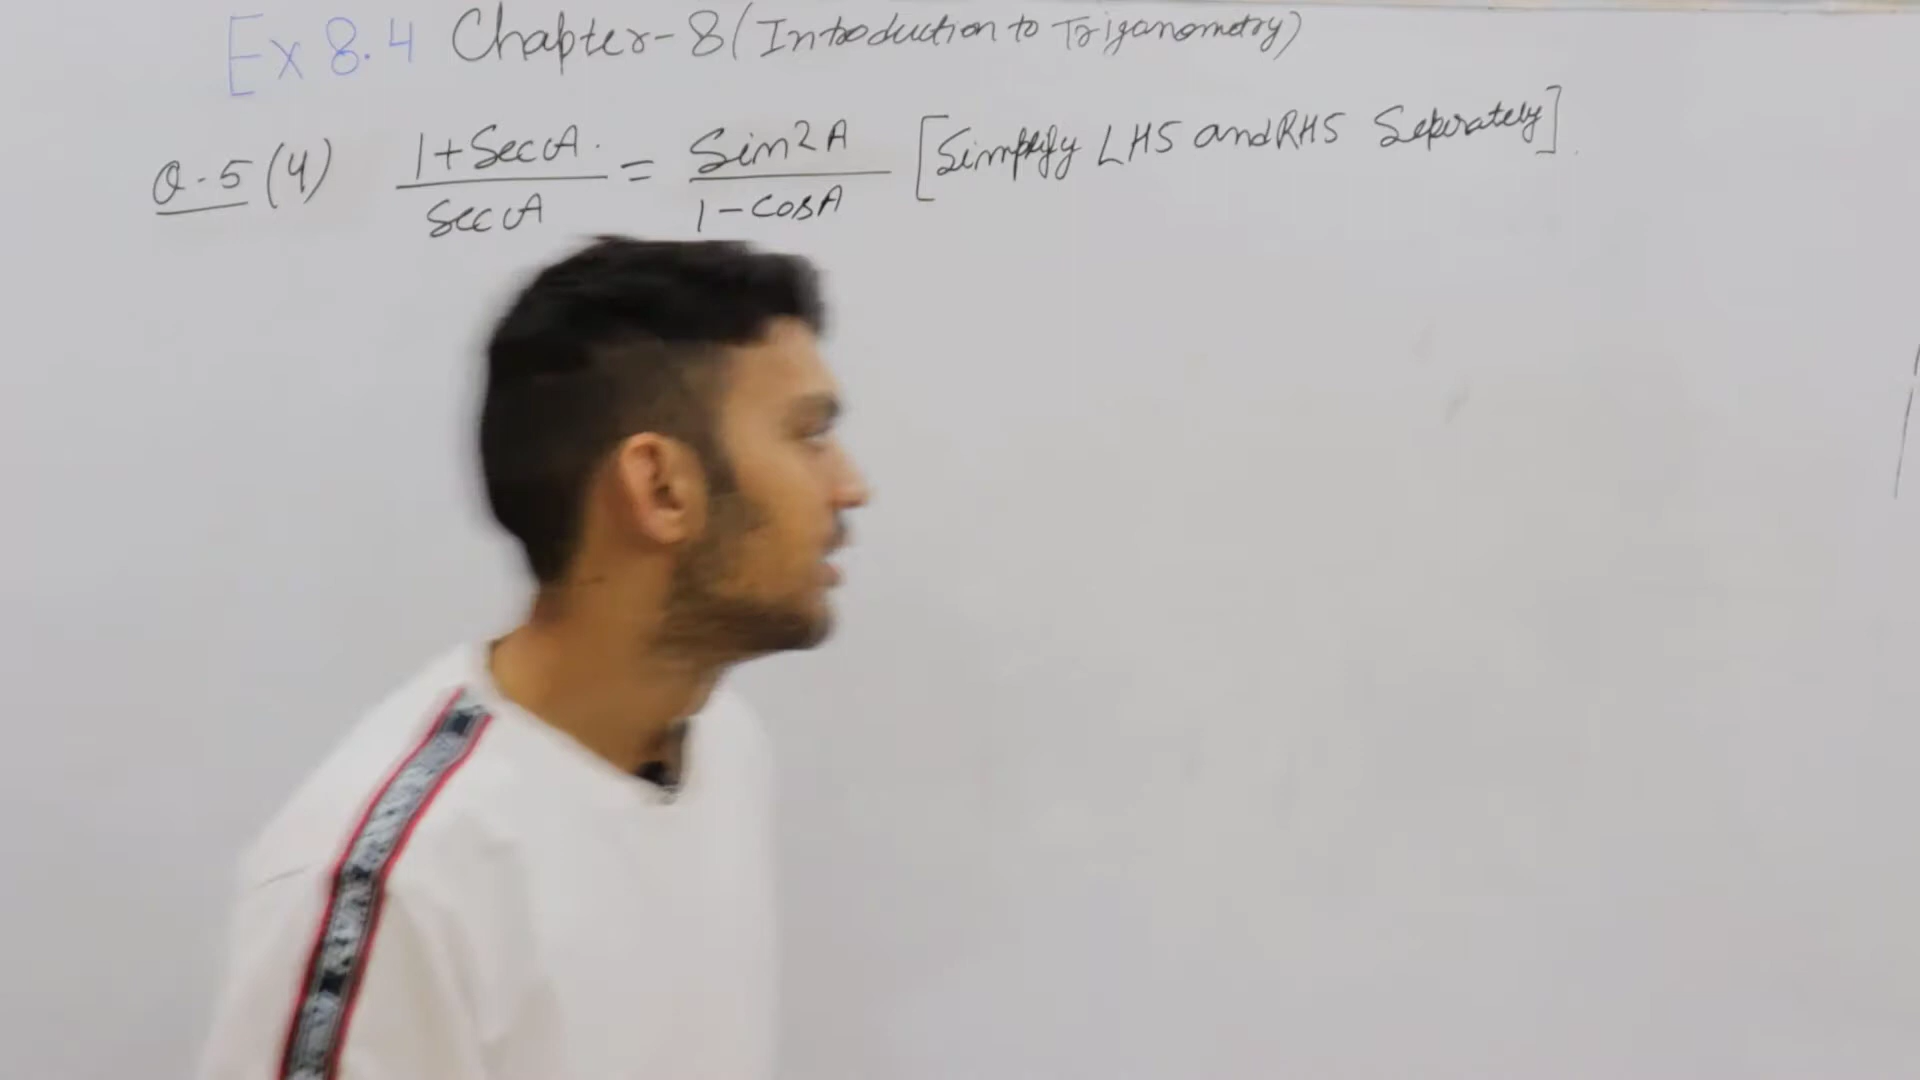 Ex 8.4 Chapter-8 (Introduction to Triganometry)
Q.5 (4) 1+SecA / SecA = Sin2A / 1-cosA [Simplify LHS and RHS Seperately]